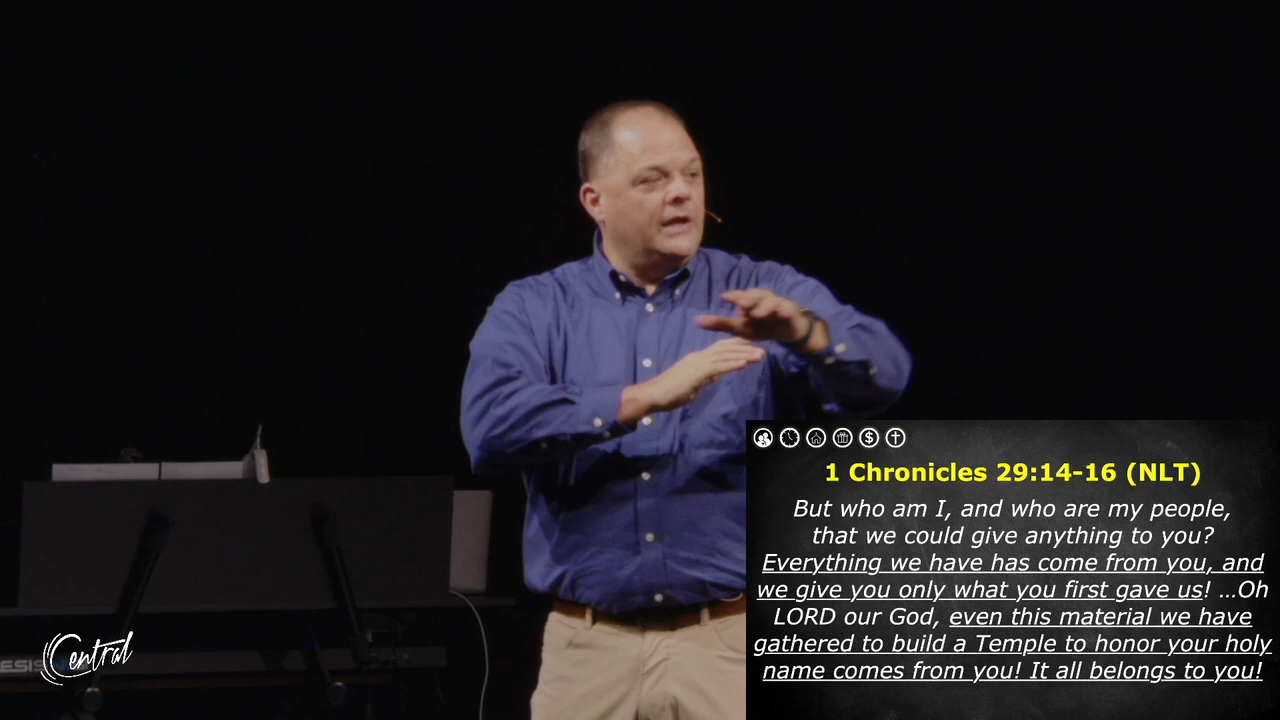 1 Chronicles 29:14-16 (NLT)
But who am I, and who are my people,
that we could give anything to you?
Everything we have has come from you, and
we give you only what you first gave us! ...Oh
LORD our God, even this material we have
gathered to build a Temple to honor your holy
name comes from you! It all belongs to you!
Central
ESIS